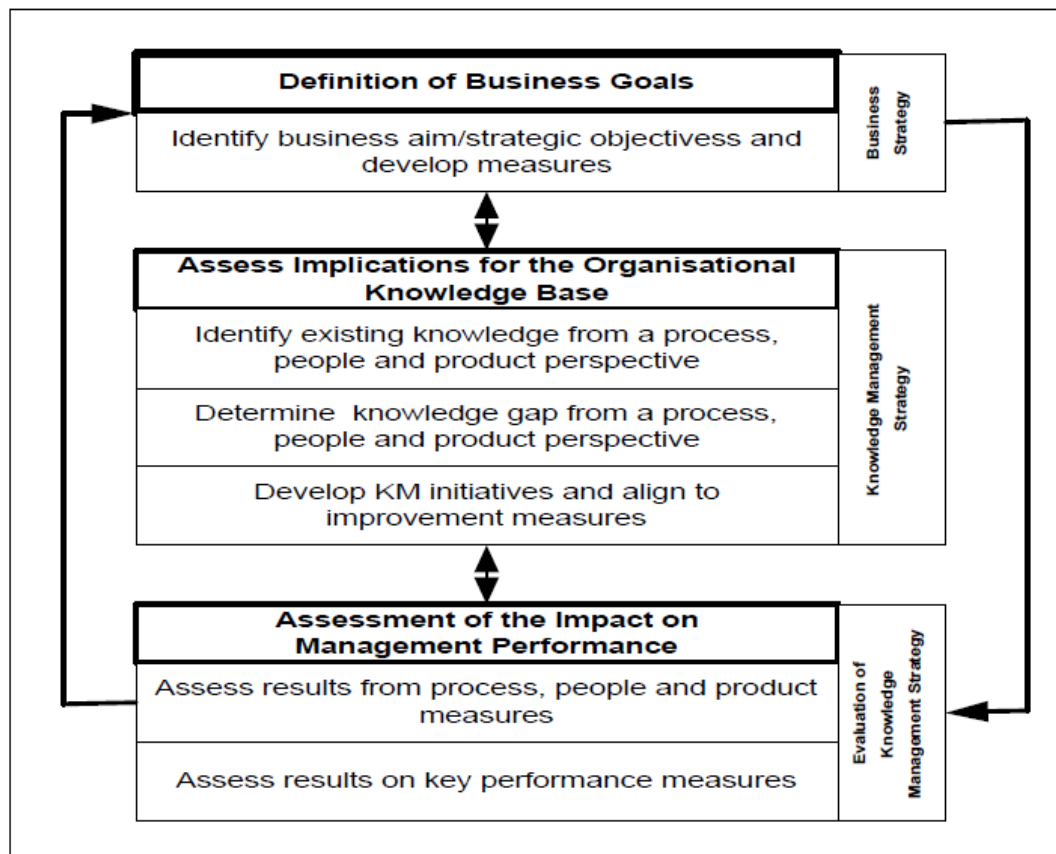 Definition of Business Goals
Identify business aim/strategic objectivess and
develop measures
Business
Strategy
Assess Implications for the Organisational
Knowledge Base
Identify existing knowledge from a process,
people and product perspective
Determine knowledge gap from a process,
people and product perspective
Develop KM initiatives and align to
improvement measures
Knowledge Management
Strategy
Assessment of the Impact on
Management Performance
Assess results from process, people and product
measures
Assess results on key performance measures
Evaluation of
Knowledge
Management Strategy